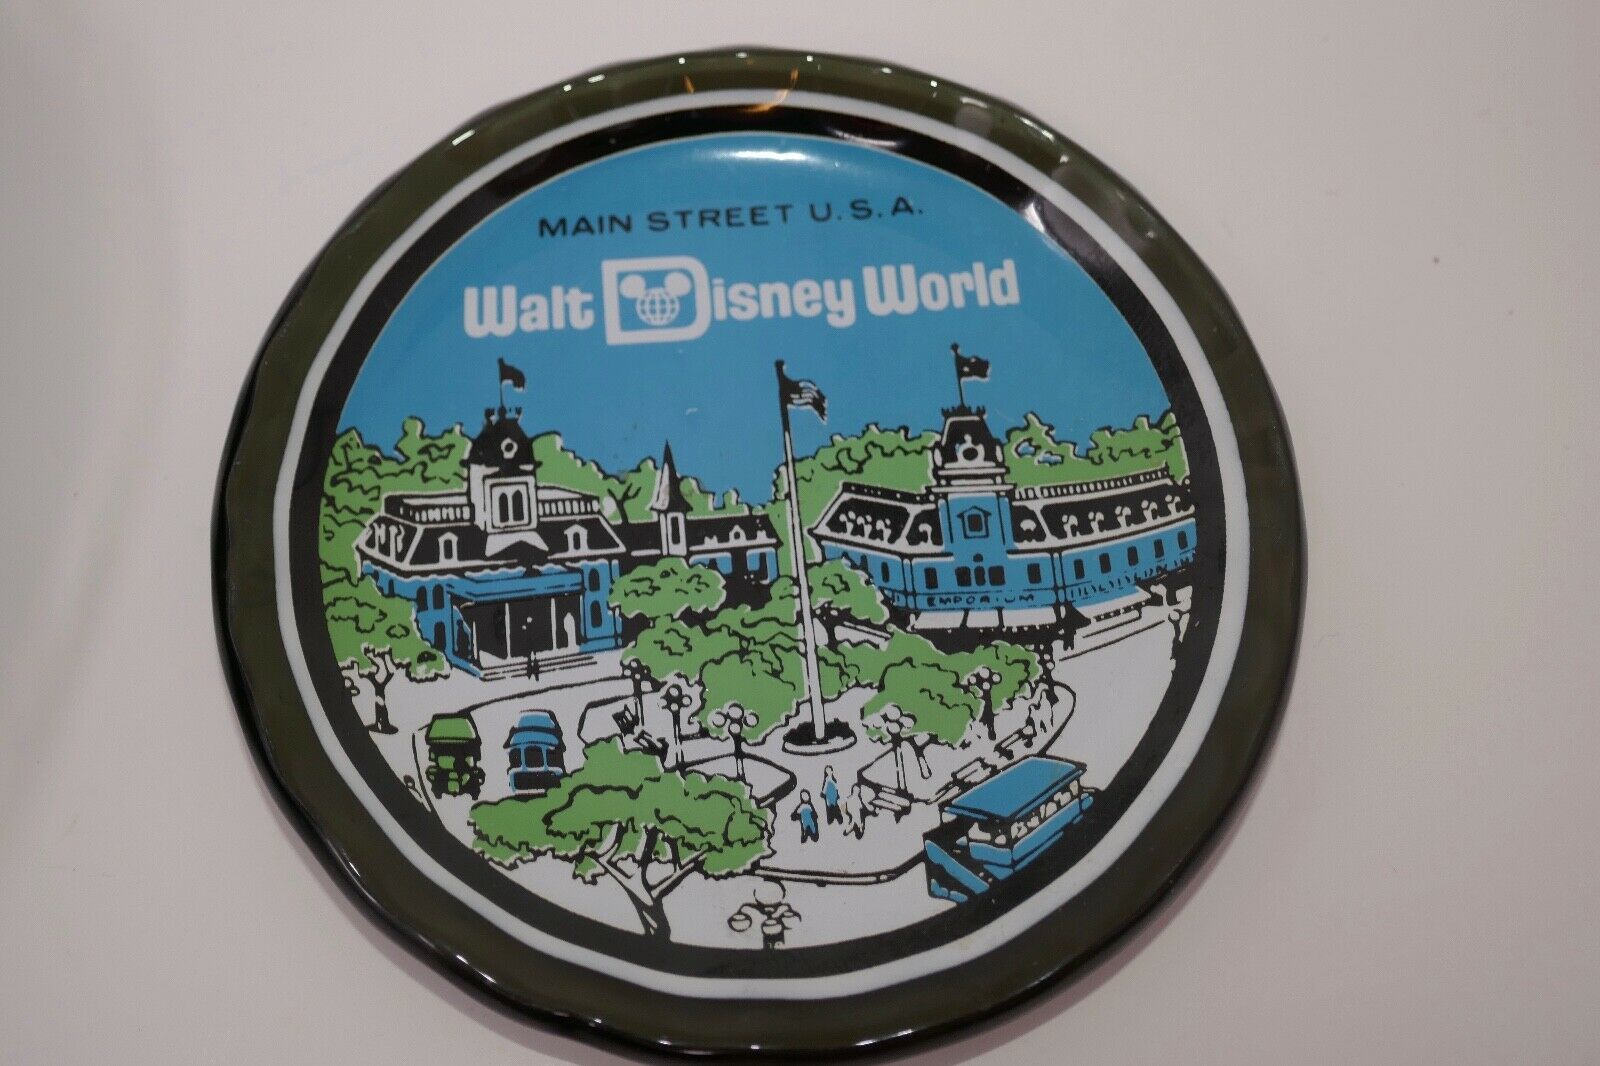 MAIN STREET U.S.A.
Walt Disney World
EMPORIUM